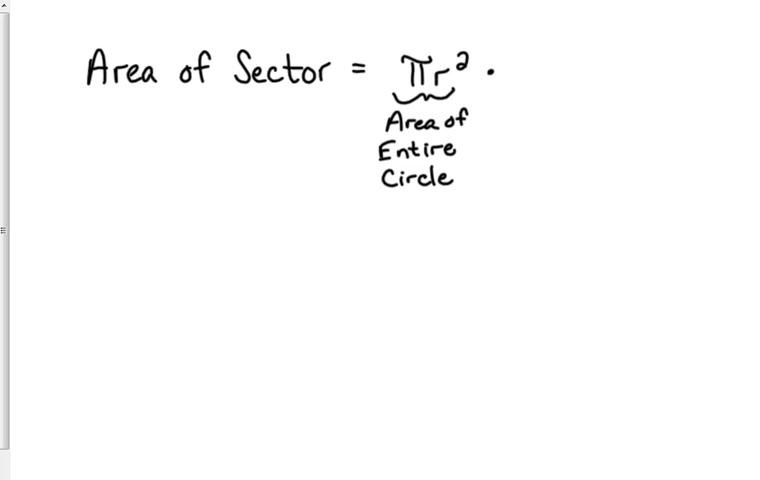 Area of Sector = πr² ·
Area of
Entire
Circle